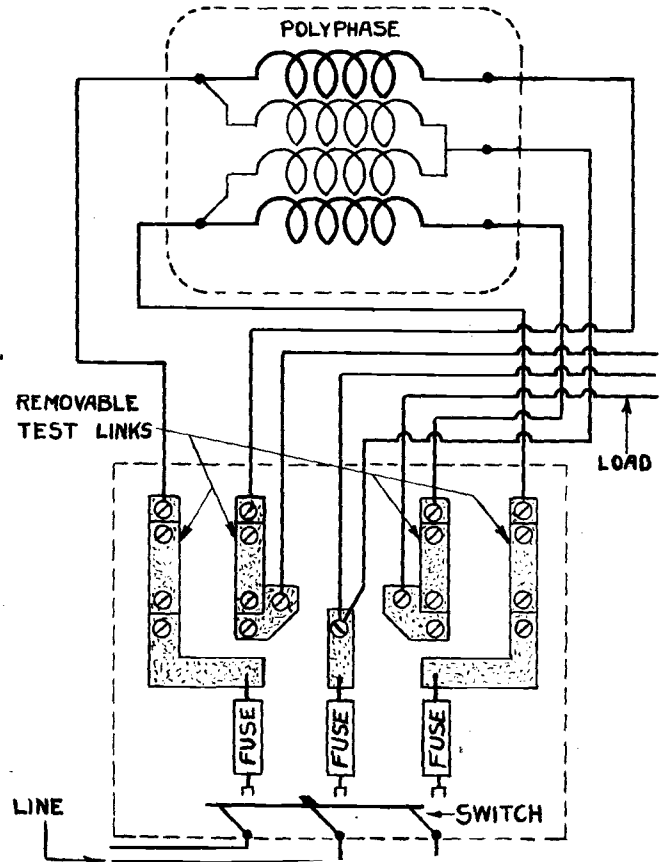 POLYPHASE
REMOVABLE
TEST LINKS
LOAD
FUSE
FUSE
FUSE
LINE
SWITCH